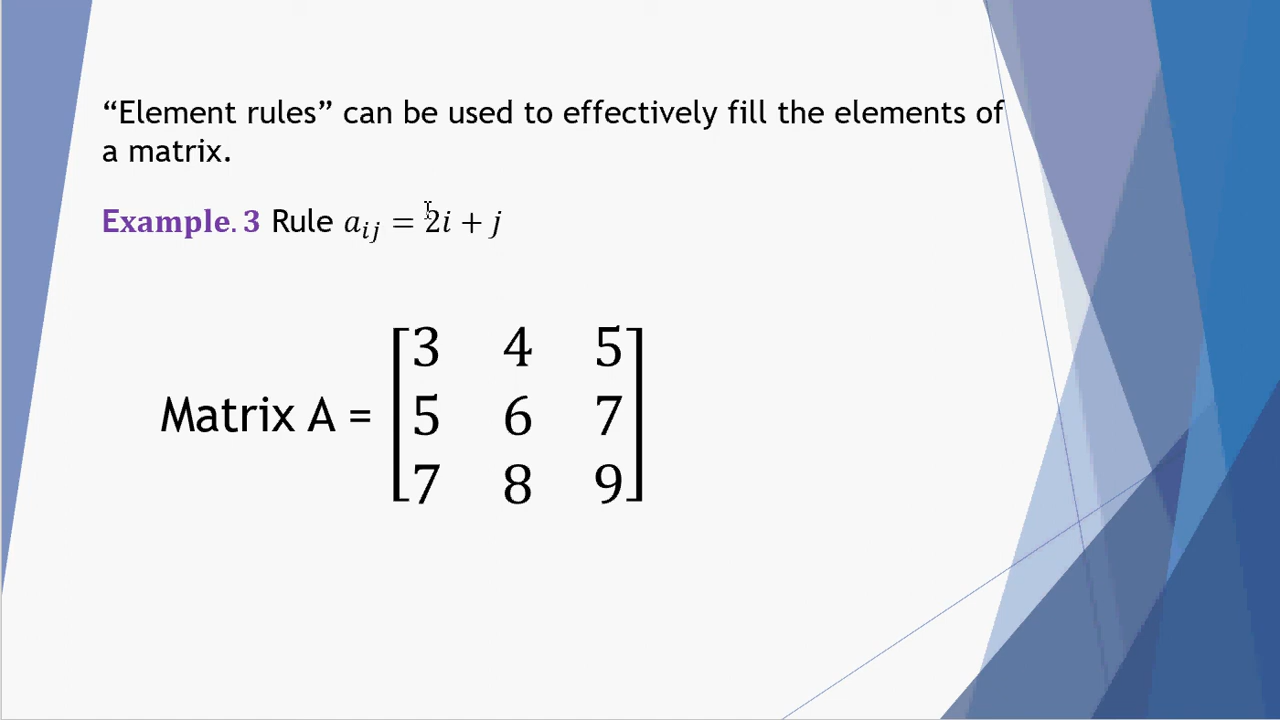 “Element rules” can be used to effectively fill the elements of
a matrix.
Example. 3 Rule aᵢⱼ = 2i + j
3 4 5
Matrix A = 5 6 7
7 8 9